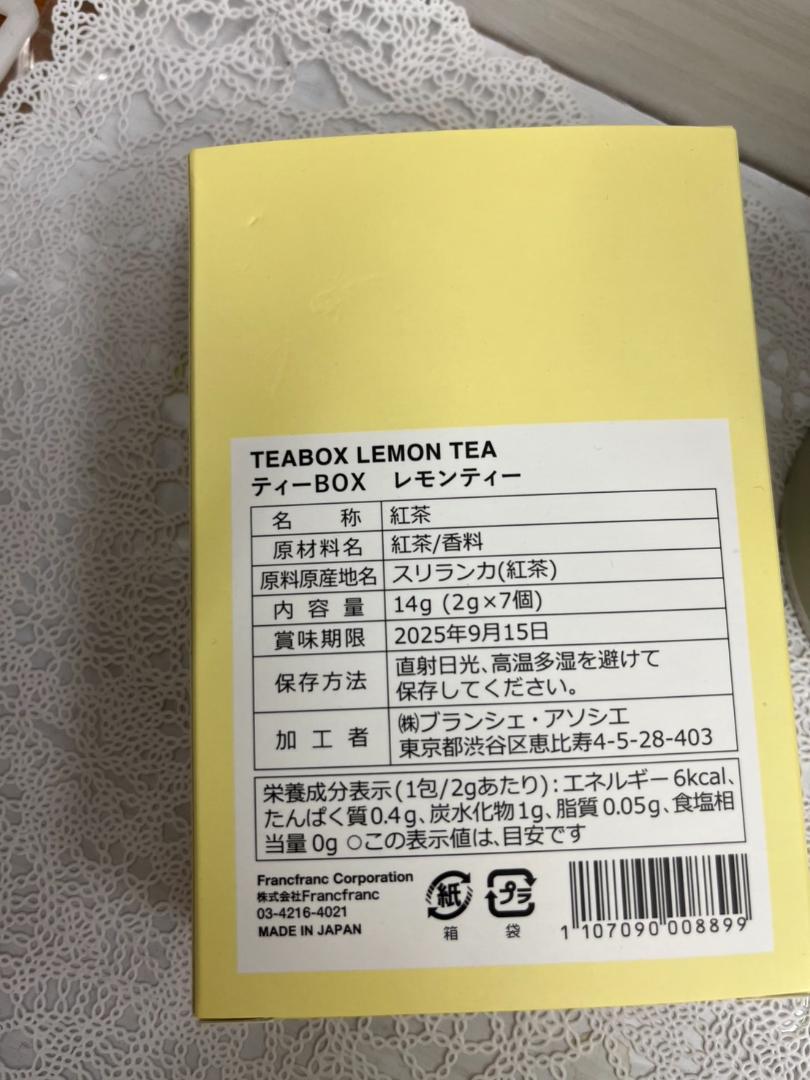 TEABOX LEMON TEA
ティーBOX レモンティー
名 称 紅茶
原材料名 紅茶/香料
原料原産地名 スリランカ(紅茶)
内 容 量 14g (2g×7個)
賞味期限 2025年9月15日
保存方法 直射日光、高温多湿を避けて
保存してください。
加 工 者 ㈱ブランシェ・アソシエ
東京都渋谷区恵比寿4-5-28-403
栄養成分表示(1包/2gあたり):エネルギー6kcal、
たんぱく質0.4g、炭水化物1g、脂質0.05g、食塩相
当量0g ○この表示値は、目安です
Francfranc Corporation
株式会社Francfranc
03-4216-4021
MADE IN JAPAN
紙 プラ
箱 袋
1 107090 008899